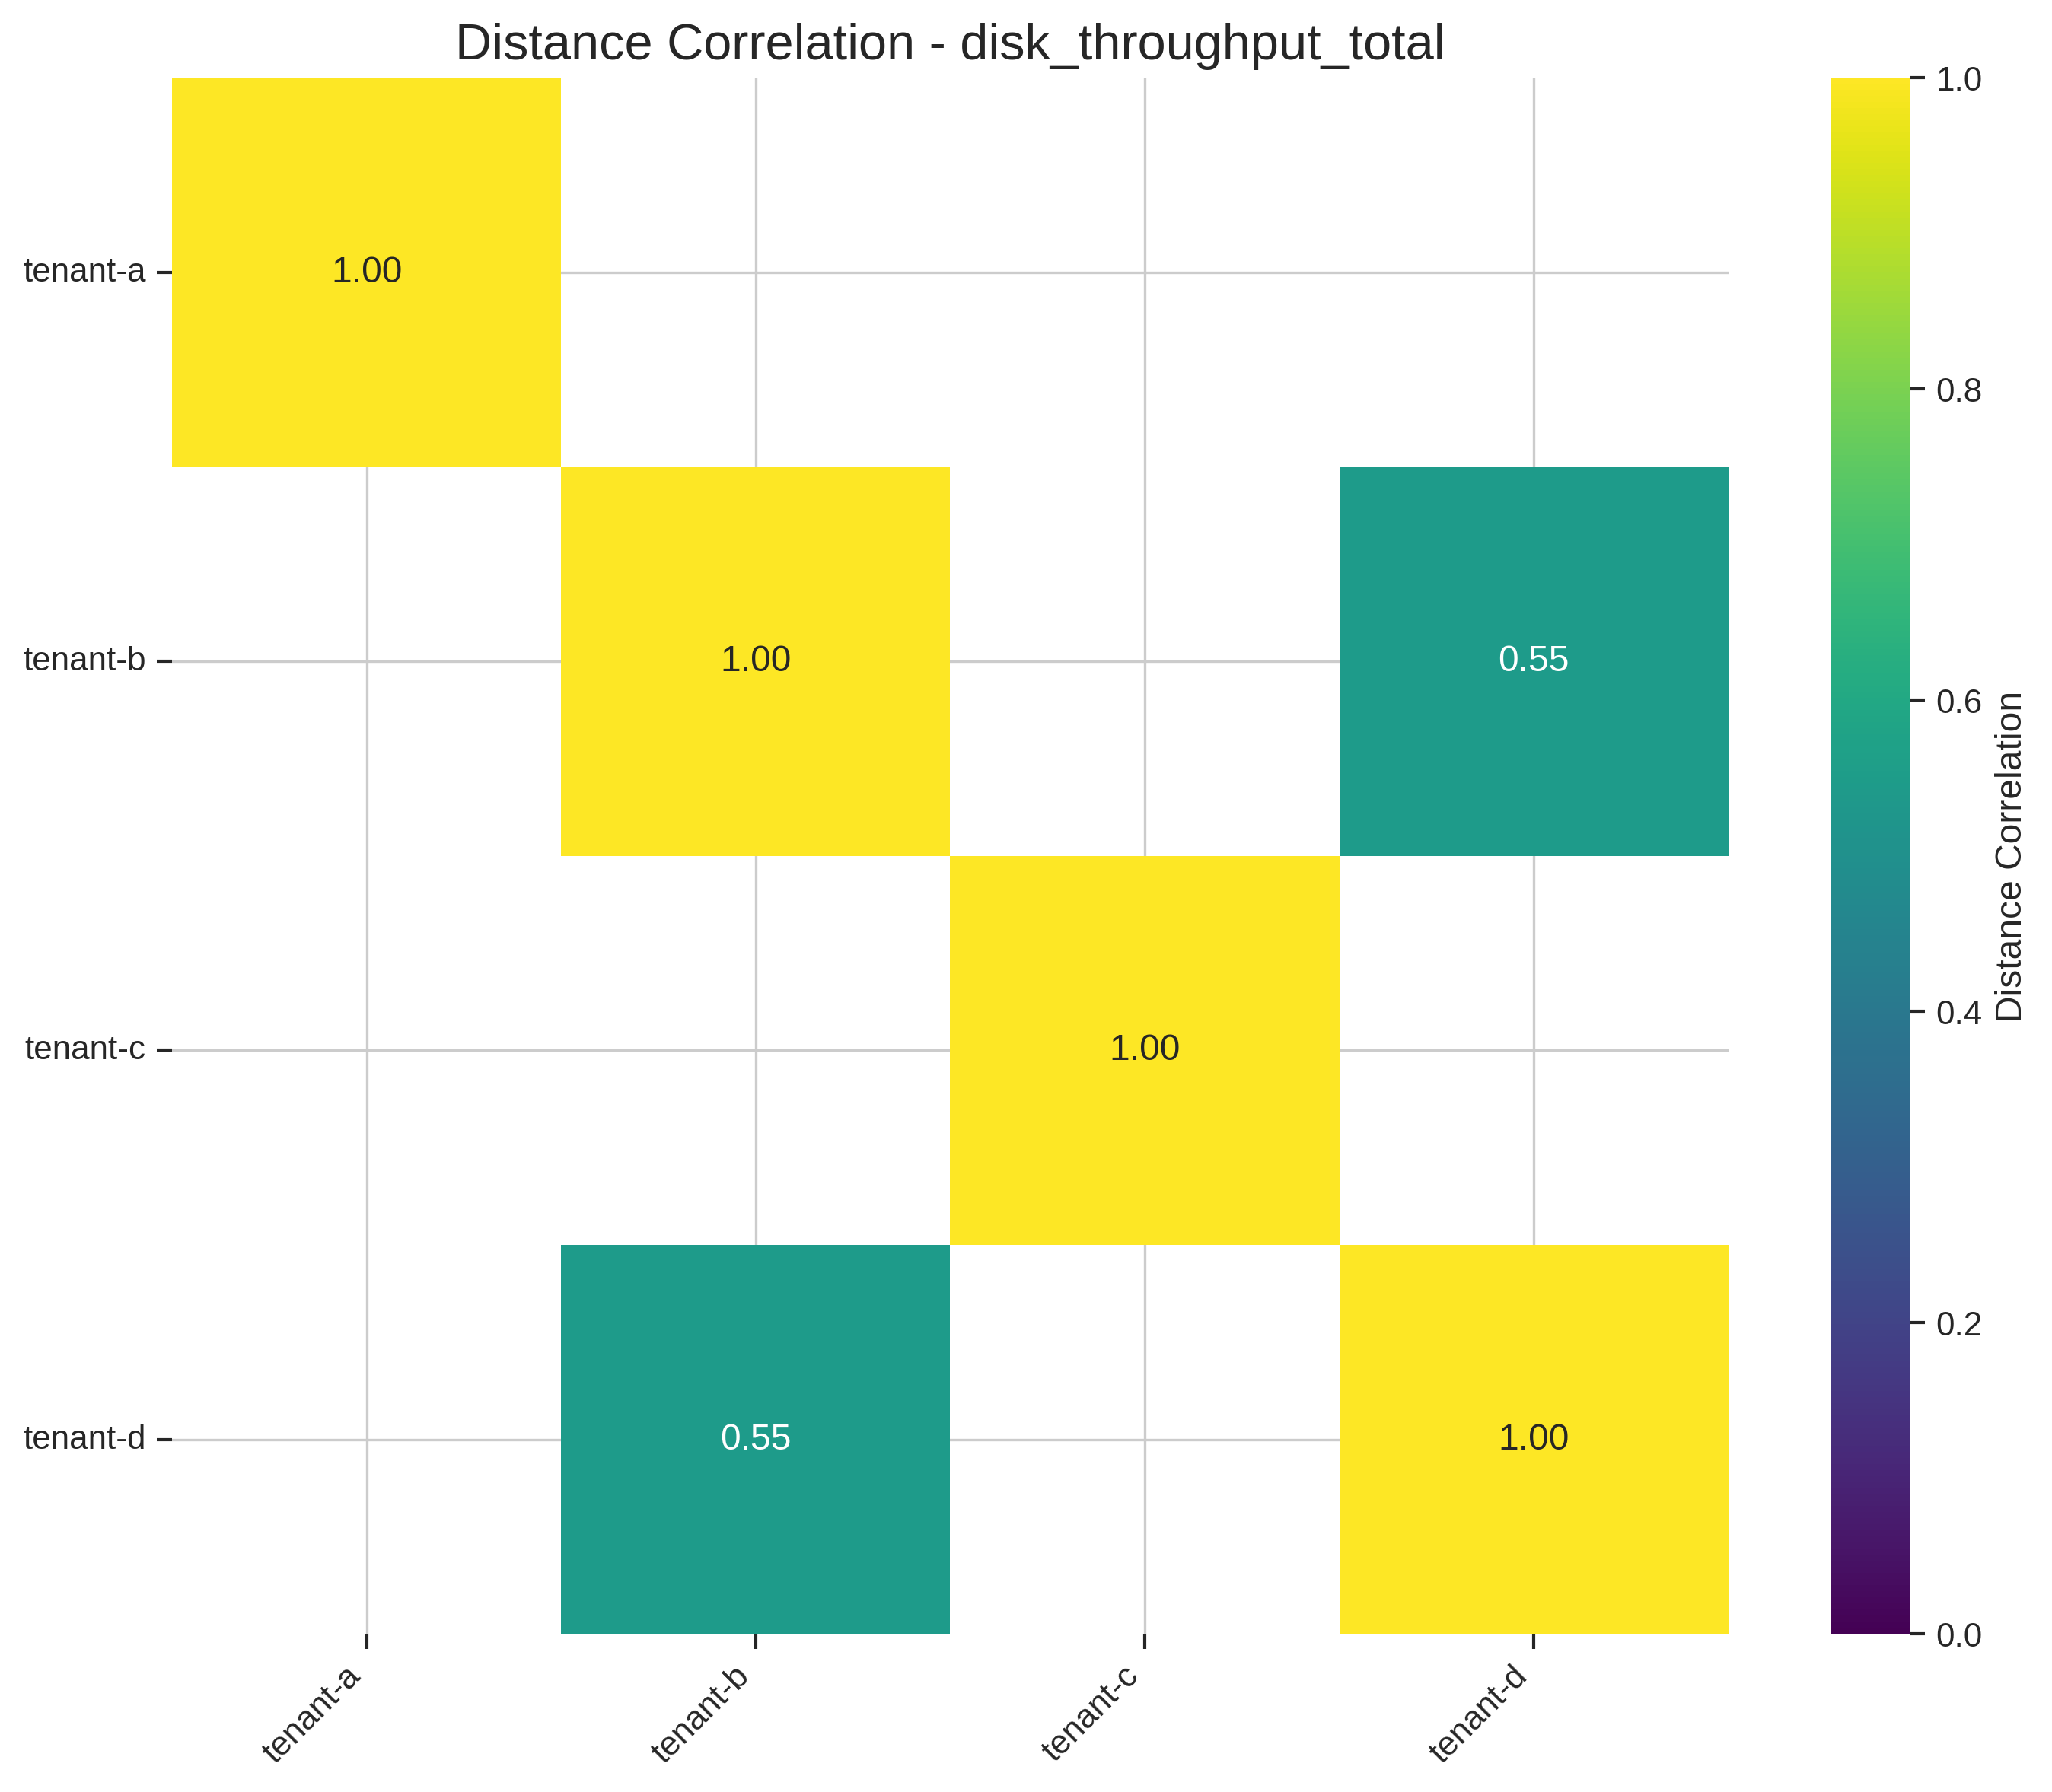 Distance Correlation - disk_throughput_total
tenant-a
tenant-b
tenant-c
tenant-d
1.00
1.00
0.55
1.00
0.55
1.00
tenant-a
tenant-b
tenant-c
tenant-d
1.0
0.8
0.6
0.4
0.2
0.0
Distance Correlation